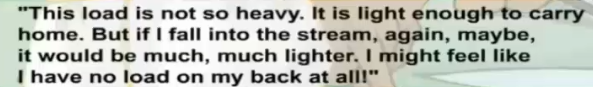 "This load is not so heavy. It is light enough to carry
home. But if I fall into the stream, again, maybe,
it would be much, much lighter. I might feel like
I have no load on my back at all!"